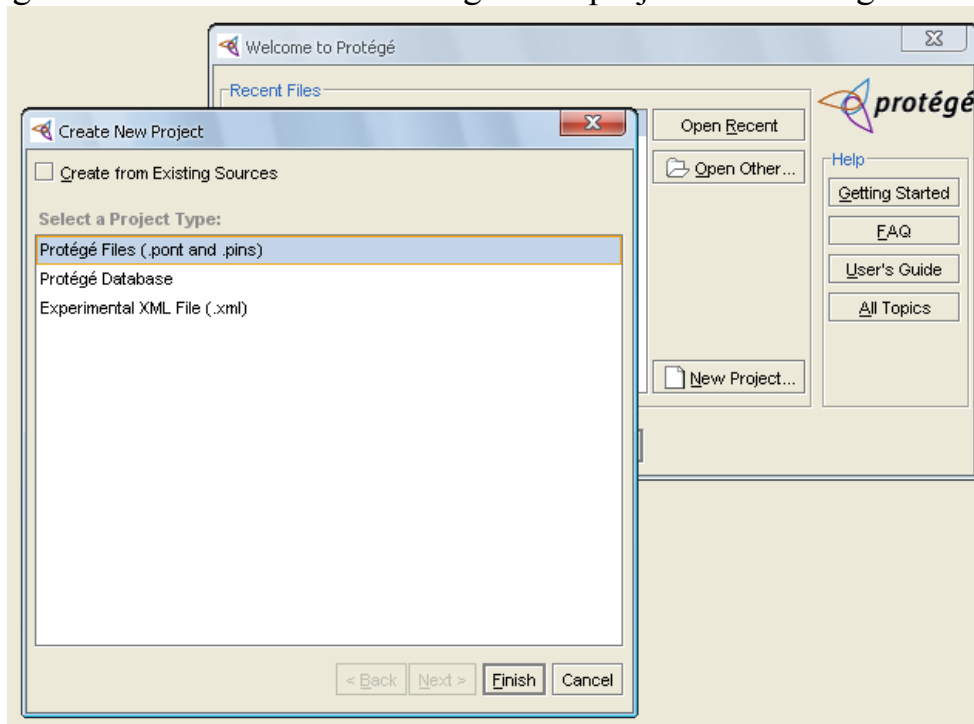 Welcome to Protégé
Recent Files
protégé
Create New Project
Open Recent
Create from Existing Sources
Open Other...
Help
Getting Started
Select a Project Type:
FAQ
Protégé Files (.pont and .pins)
User's Guide
Protégé Database
All Topics
Experimental XML File (.xml)
New Project...
< Back
Next >
Finish
Cancel